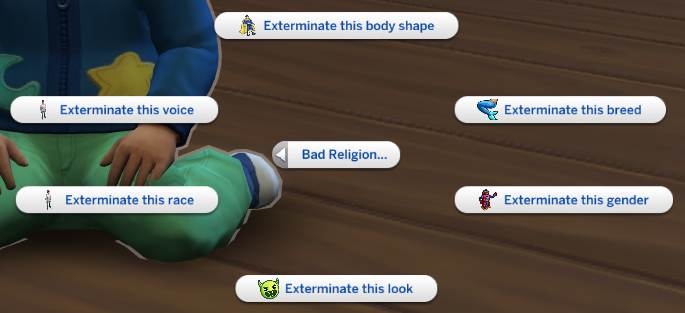 Exterminate this body shape
Exterminate this voice
Exterminate this breed
Bad Religion...
Exterminate this race
Exterminate this gender
Exterminate this look